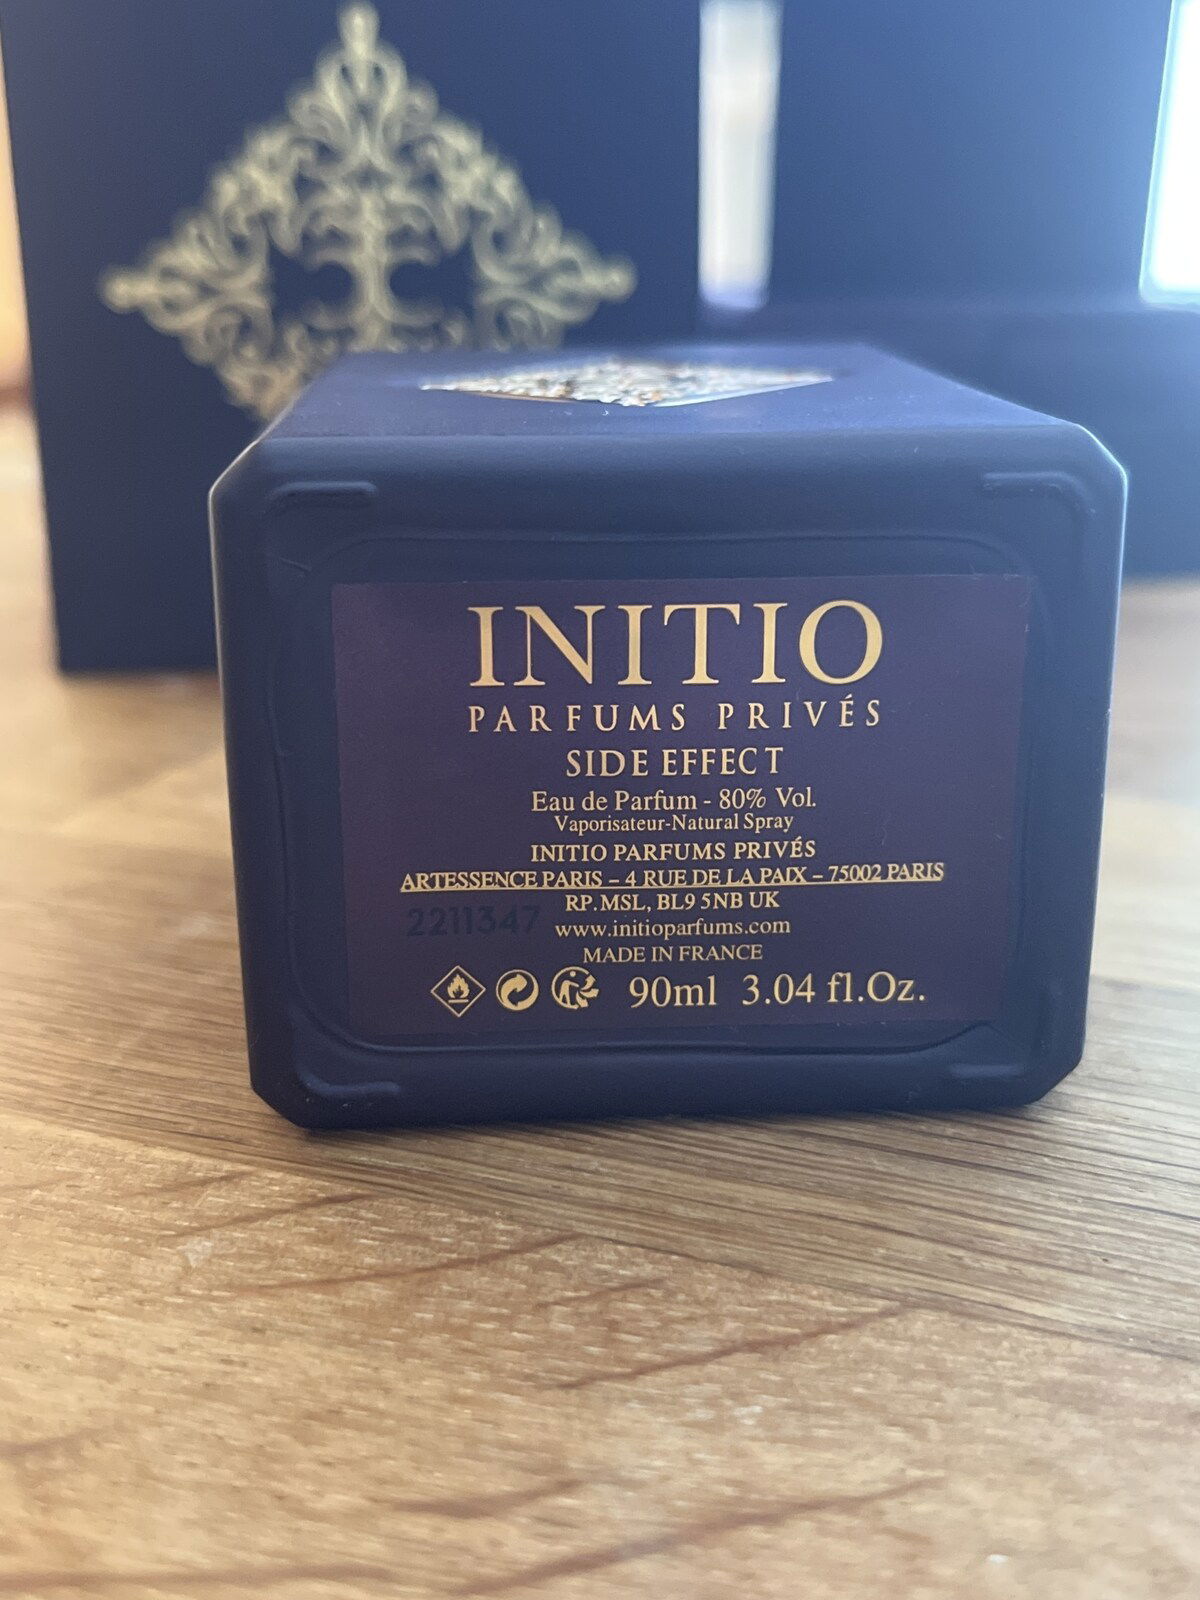 INITIO
PARFUMS PRIVÉS
SIDE EFFECT
Eau de Parfum - 80% Vol.
Vaporisateur-Natural Spray
INITIO PARFUMS PRIVÉS
ARTESSENCE PARIS – 4 RUE DE LA PAIX – 75002 PARIS
RP.MSL, BL9 5NB UK
2211347
www.initioparfums.com
MADE IN FRANCE
90ml 3.04 fl.Oz.